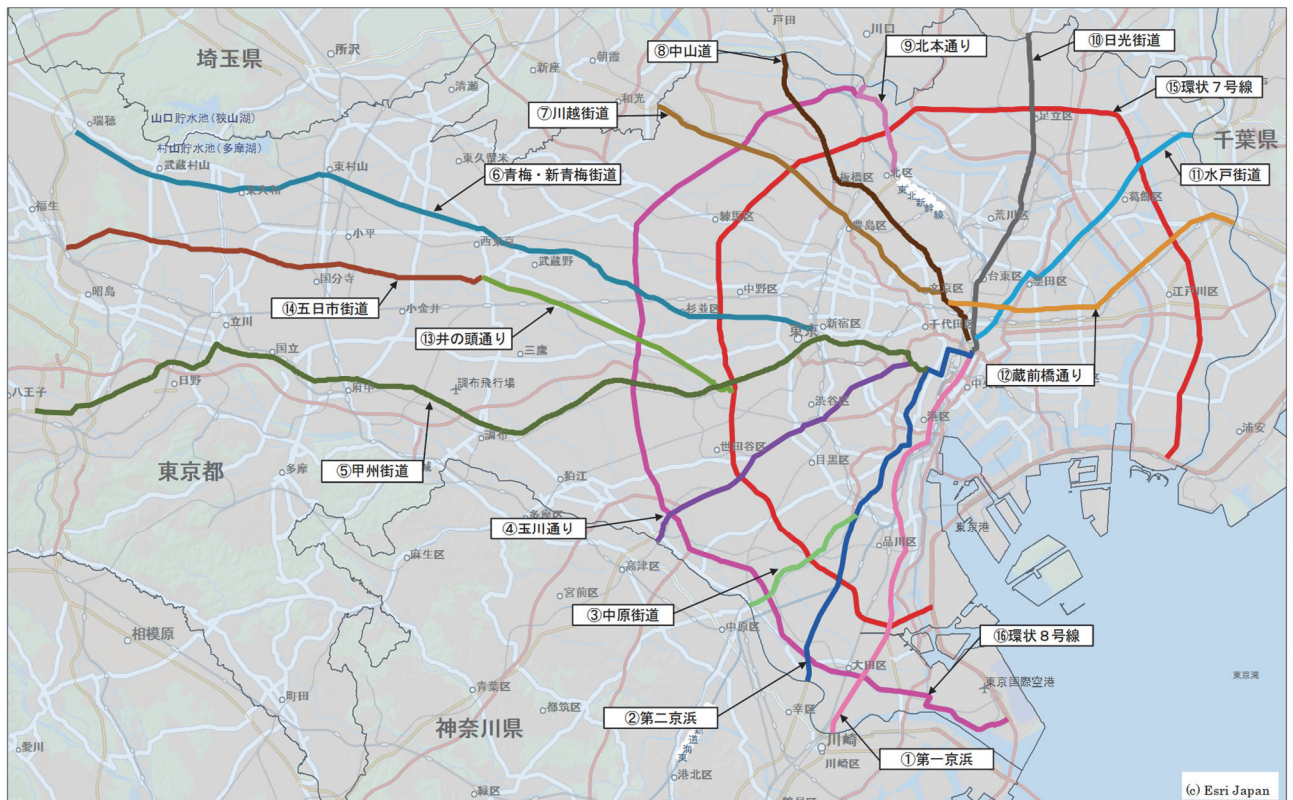 戸田
川口
⑩日光街道
所沢
⑧中山道
⑨北本通り
埼玉県
朝霞
新座
清瀬
⑮環状7号線
和光
⑦川越街道
瑞穂
山口貯水池(狭山湖)
足立区
千葉県
村山貯水池(多摩湖)
武蔵村山
東村山
東久留米
⑥青梅・新青梅街道
板橋区
北区
⑪水戸街道
東大和
東北新幹線
葛飾区
福生
練馬区
荒川区
小平
西東京
豊島区
武蔵野
国分寺
台東区
墨田区
昭島
中野区
文京区
江戸川区
⑭五日市街道
小金井
杉並区
新宿区
立川
⑬井の頭通り
東京
千代田区
国立
三鷹
⑫蔵前橋通り
日野
府中
調布飛行場
八王子
渋谷区
港区
浦安
調布
世田谷区
目黒区
東京都
多摩
⑤甲州街道
狛江
④玉川通り
多摩区
東京港
品川区
麻生区
高津区
宮前区
③中原街道
中原区
相模原
⑯環状8号線
大田区
東京国際空港
東京湾
青葉区
町田
都筑区
②第二京浜
幸区
神奈川県
川崎
①第一京浜
愛川
川崎区
港北区
緑区
(c) Esri Japan